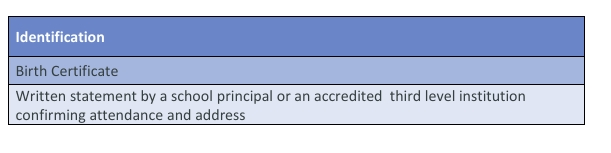 Identification
Birth Certificate
Written statement by a school principal or an accredited  third level institution
confirming attendance and address